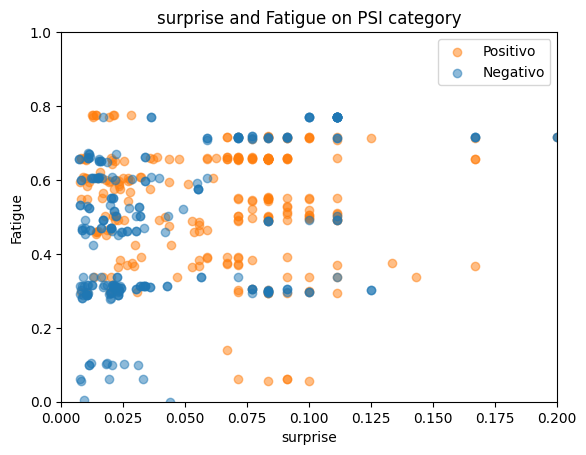 surprise and Fatigue on PSI category
Positivo
Negativo
Fatigue
1.0
0.8
0.6
0.4
0.2
0.0
0.000 0.025 0.050 0.075 0.100 0.125 0.150 0.175 0.200
surprise